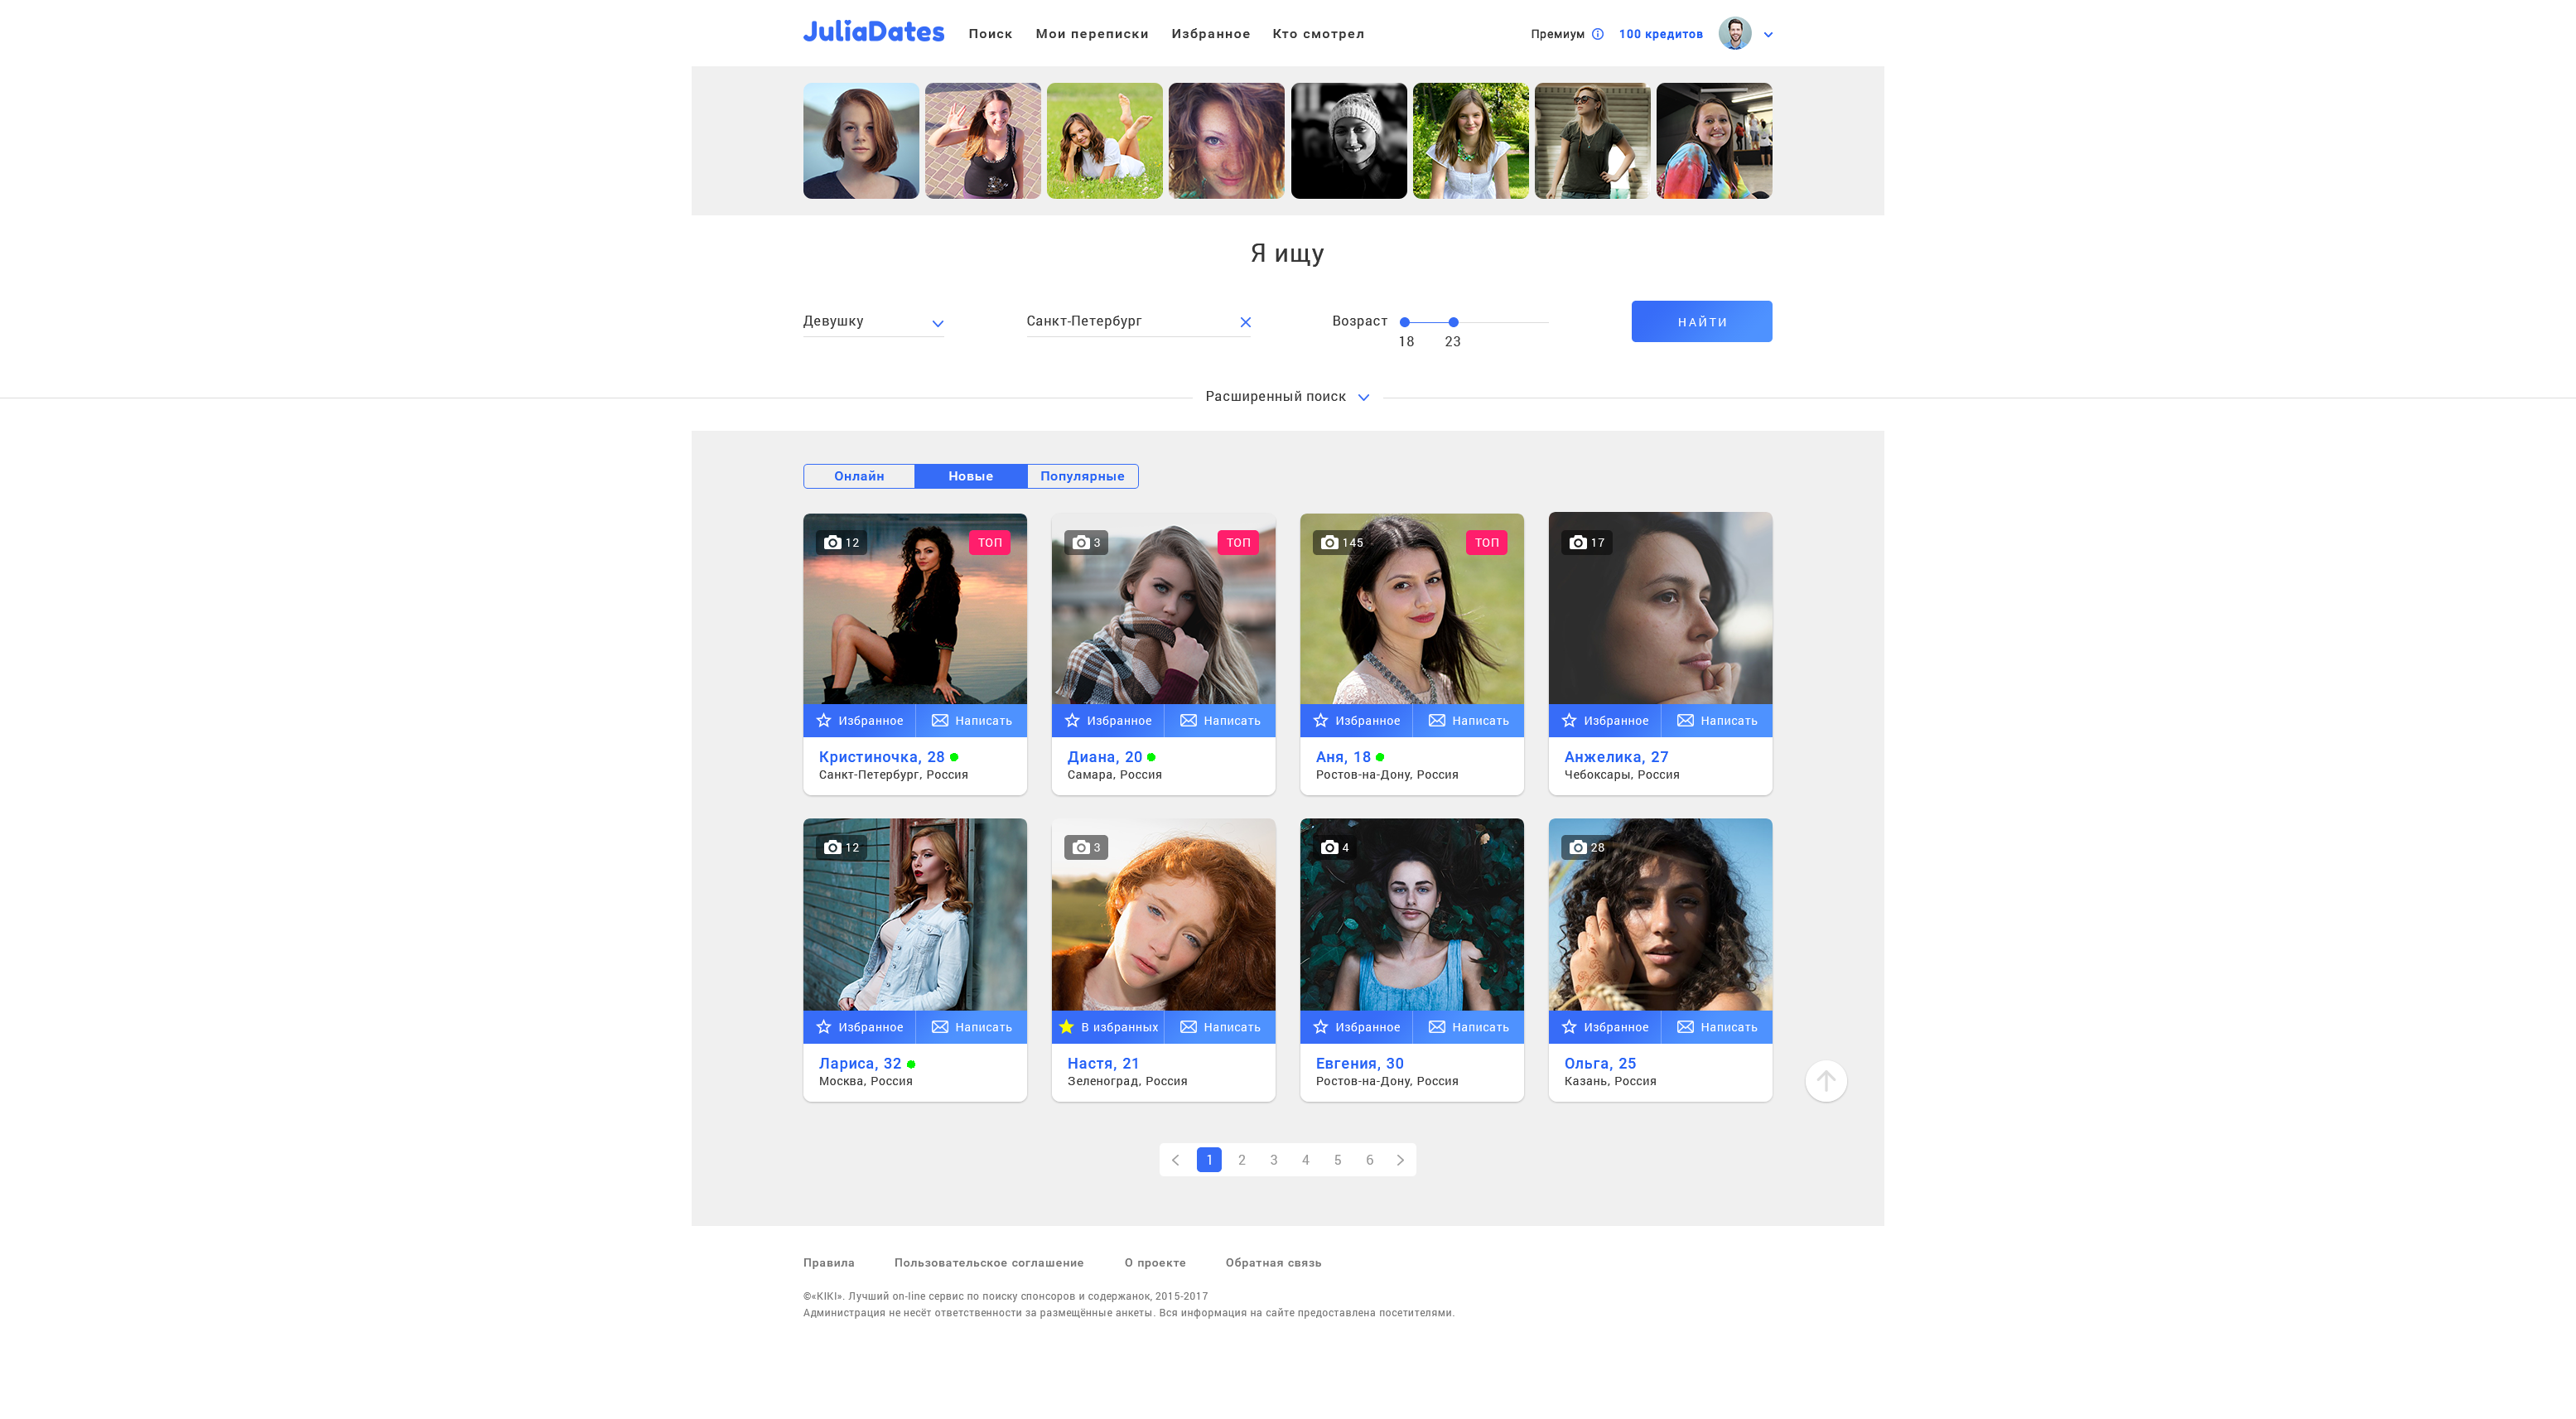 JuliaDates Поиск Мои переписки Избранное Кто смотрел Премиум 100 кредитов
Я ищу
Девушку Санкт-Петербург Возраст НАЙТИ
18 23
Расширенный поиск
Онлайн Новые Популярные
12 ТОП 3 ТОП 145 ТОП 17
Избранное Написать Избранное Написать Избранное Написать Избранное Написать
Кристиночка, 28 Диана, 20 Аня, 18 Анжелика, 27
Санкт-Петербург, Россия Самара, Россия Ростов-на-Дону, Россия Чебоксары, Россия
12 3 4 28
Избранное Написать В избранных Написать Избранное Написать Избранное Написать
Лариса, 32 Настя, 21 Евгения, 30 Ольга, 25
Москва, Россия Зеленоград, Россия Ростов-на-Дону, Россия Казань, Россия
1 2 3 4 5 6
Правила Пользовательское соглашение О проекте Обратная связь
©«KIKI». Лучший on-line сервис по поиску спонсоров и содержанок, 2015-2017
Администрация не несёт ответственности за размещённые анкеты. Вся информация на сайте предоставлена посетителями.